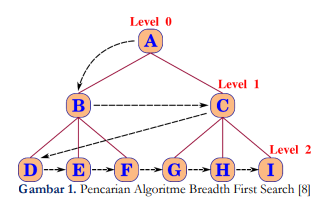 Level 0
A
Level 1
B C
Level 2
D E F G H I
Gambar 1. Pencarian Algoritme Breadth First Search [8]